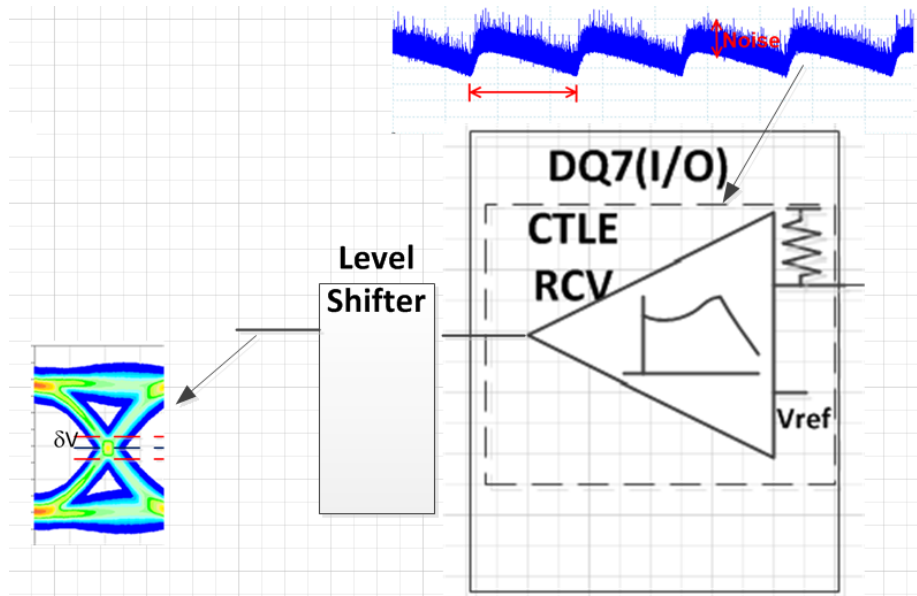 Noise
DQ7(I/O)
CTLE
RCV
Level
Shifter
δV
Vref